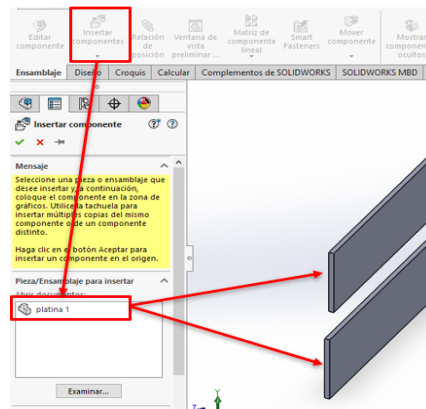 Editar componente
Insertar componentes
Relación de posición
Ventana de vista preliminar ...
Matriz de componente lineal
Smart Fasteners
Mover componente
Mostrar componentes ocultos
Ensamblaje Diseño Croquis Calcular Complementos de SOLIDWORKS SOLIDWORKS MBD
Insertar componente
Mensaje
Seleccione una pieza o ensamblaje que
desee insertar y, a continuación,
coloque el componente en la zona de
gráficos. Utilice la tachuela para
insertar múltiples copias del mismo
componente o de un componente
distinto.
Haga clic en el botón Aceptar para
insertar un componente en el origen.
Pieza/Ensamblaje para insertar
Abrir documentos:
platina 1
Examinar...
Y
Z